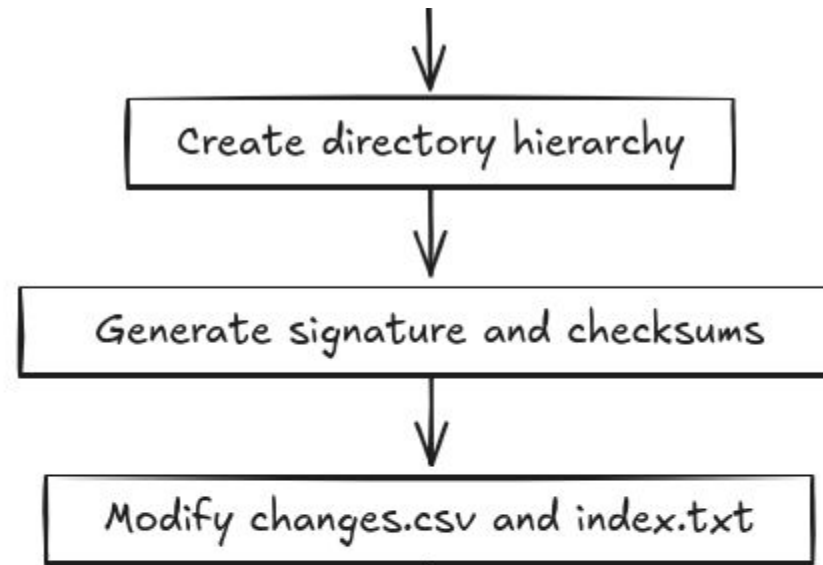 Create directory hierarchy
Generate signature and checksums
Modify changes.csv and index.txt